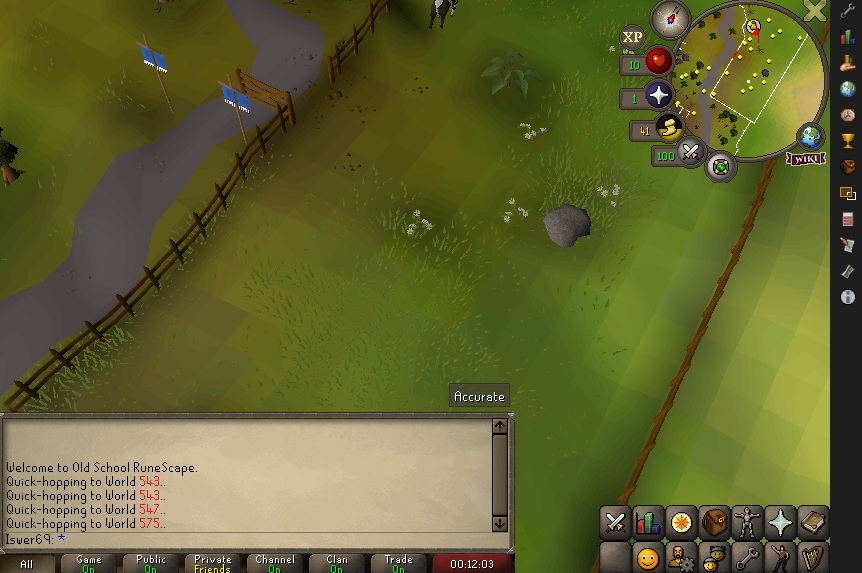 XP
10
1
41
100
WIKI
Accurate
Welcome to Old School RuneScape.
Quick-hopping to World 543..
Quick-hopping to World 543..
Quick-hopping to World 547..
Quick-hopping to World 575..
Iswer69: *
All
Game
On
Public
On
Private
Friends
Channel
On
Clan
On
Trade
On
00:12:03